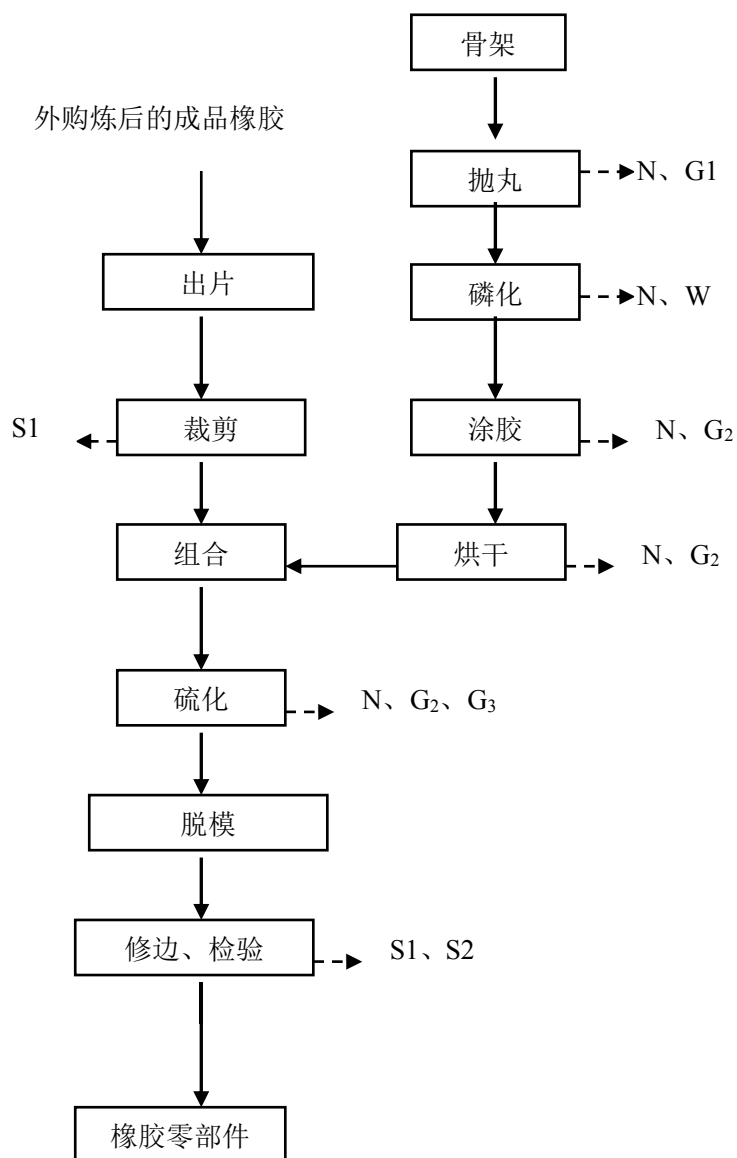 骨架
外购炼后的成品橡胶
抛丸
N、G1
出片
磷化
N、W
S1
裁剪
涂胶
N、G₂
组合
烘干
N、G₂
硫化
N、G₂、G₃
脱模
修边、检验
S1、S2
橡胶零部件